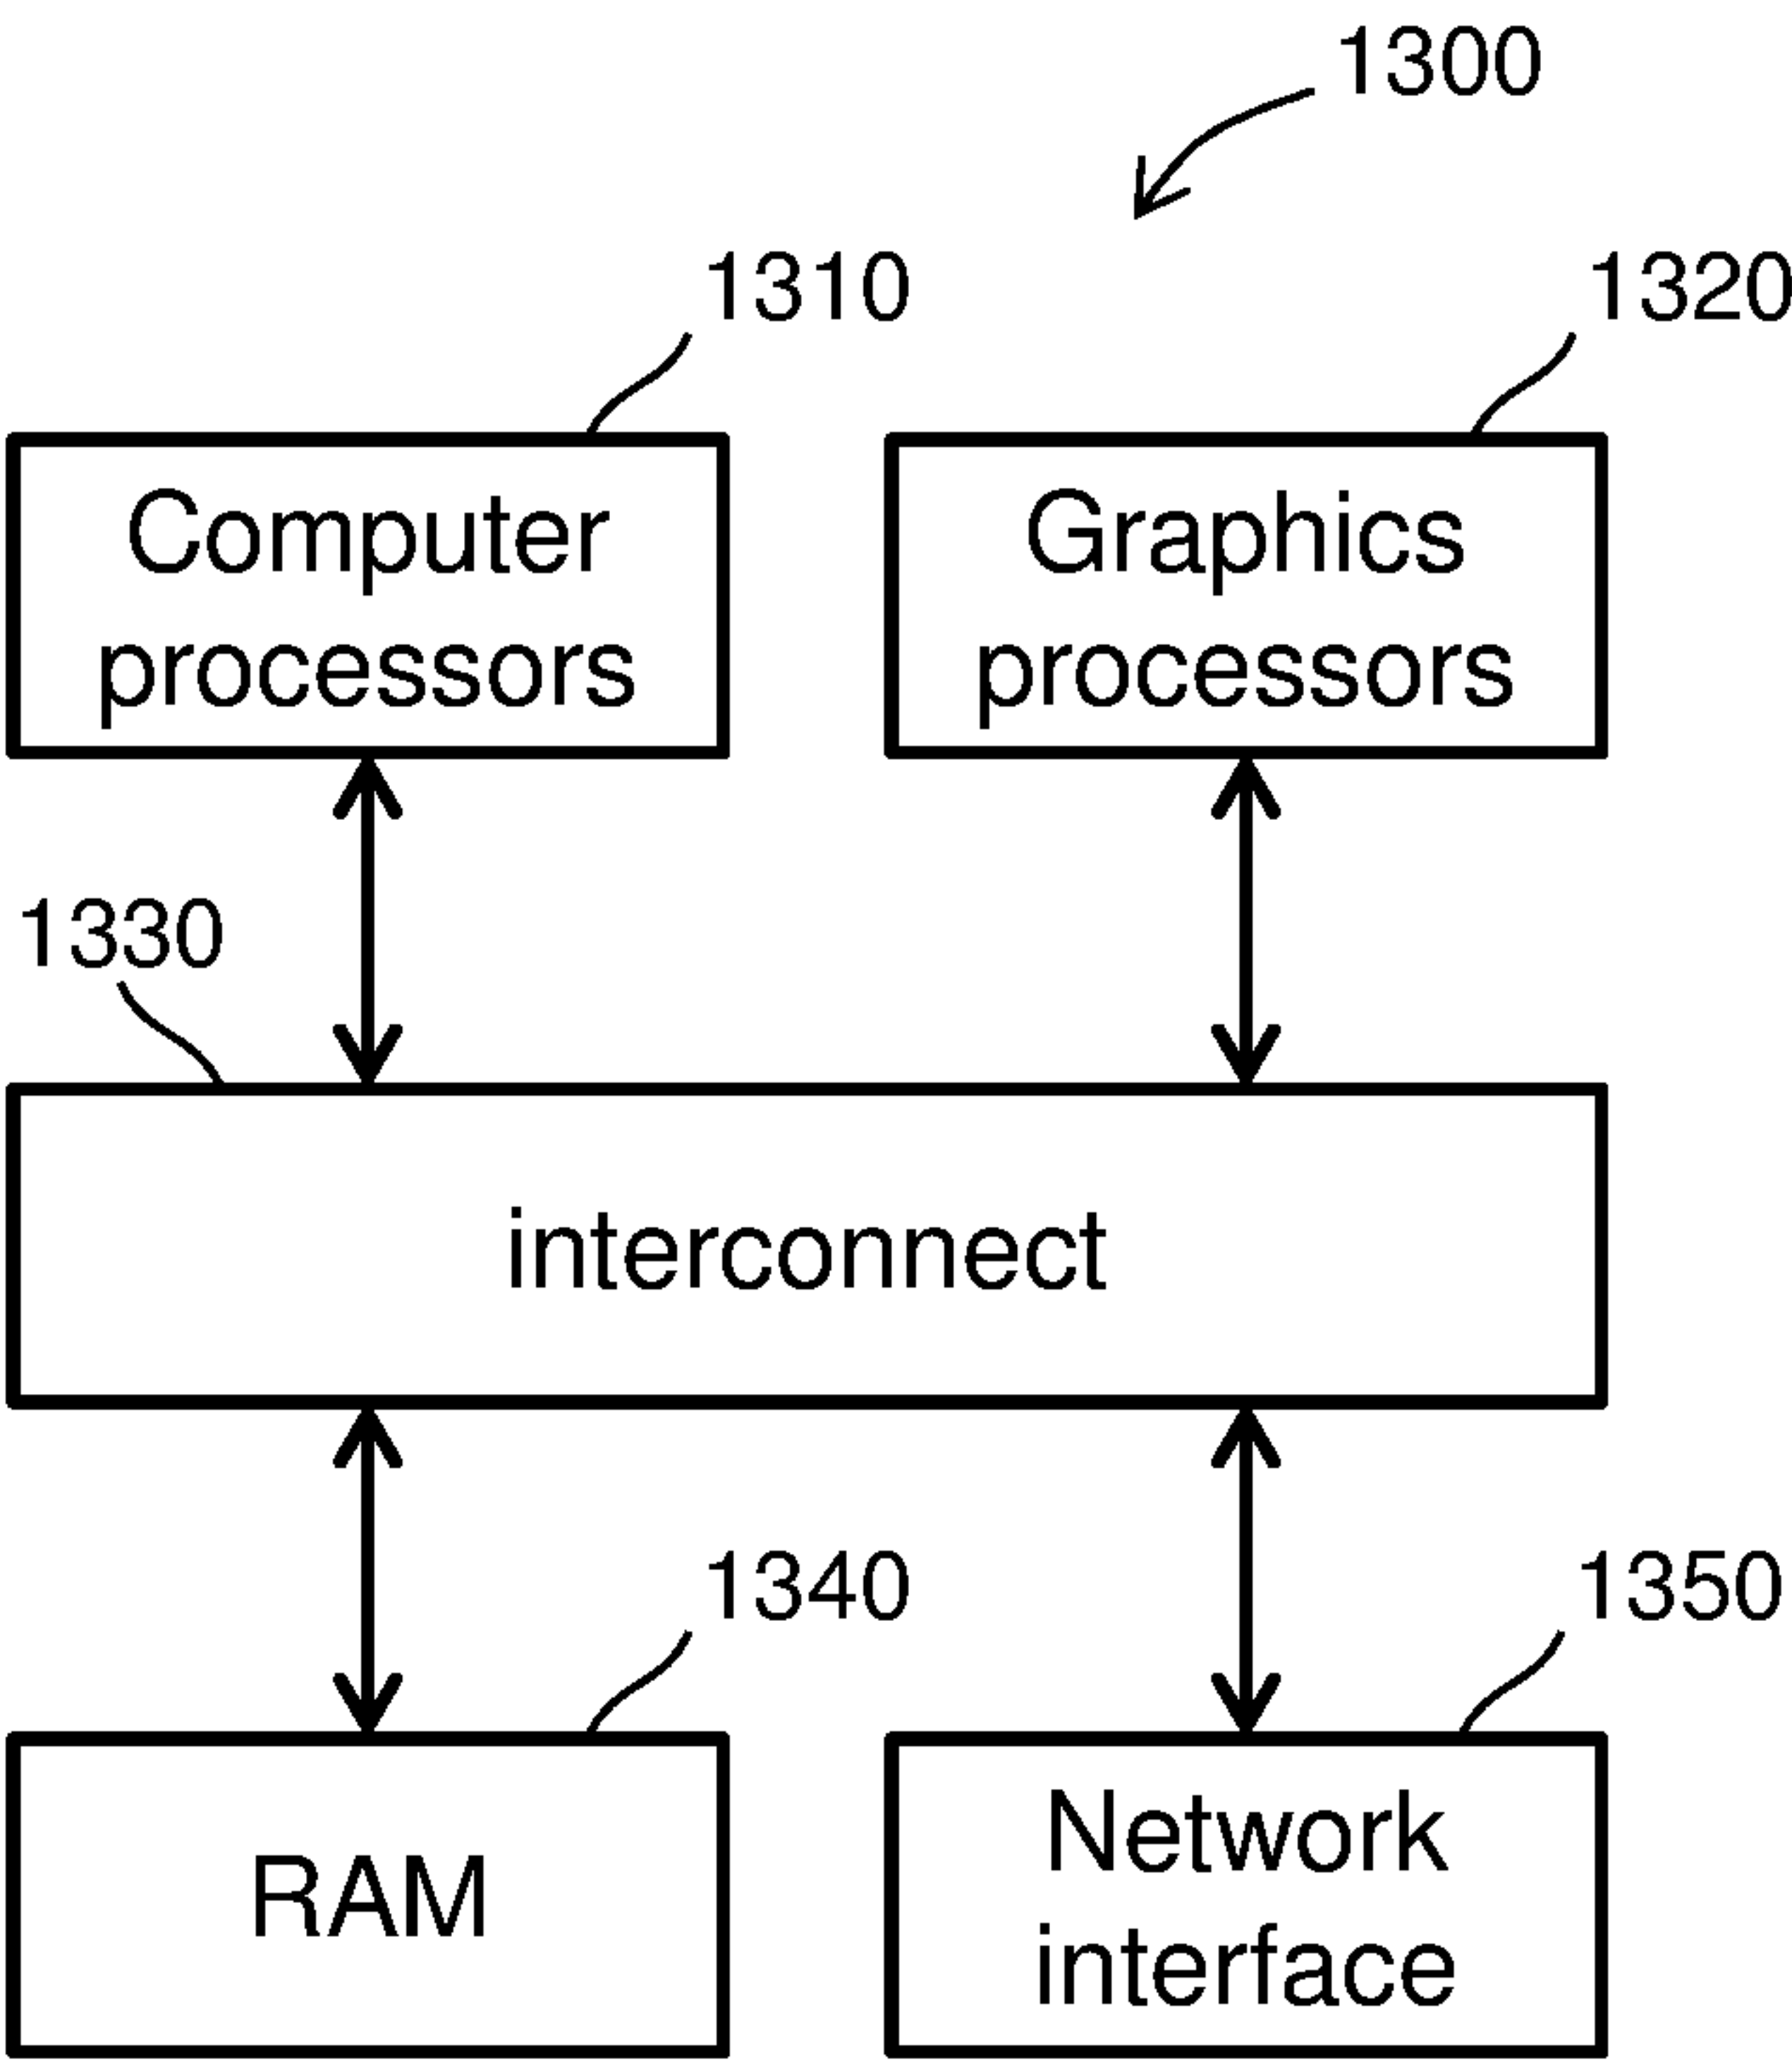 1300
1310
1320
Computer
processors
Graphics
processors
1330
interconnect
1340
1350
RAM
Network
interface